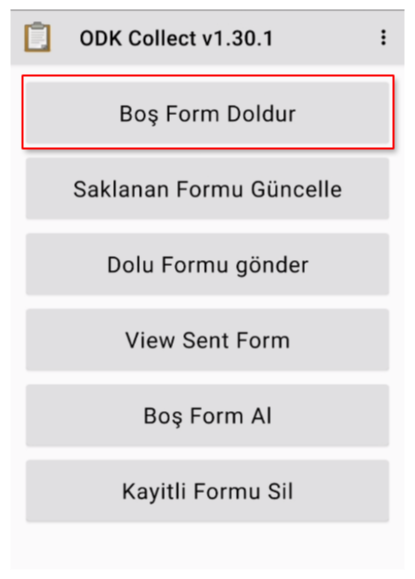 ODK Collect v1.30.1
Boş Form Doldur
Saklanan Formu Güncelle
Dolu Formu gönder
View Sent Form
Boş Form Al
Kayitli Formu Sil